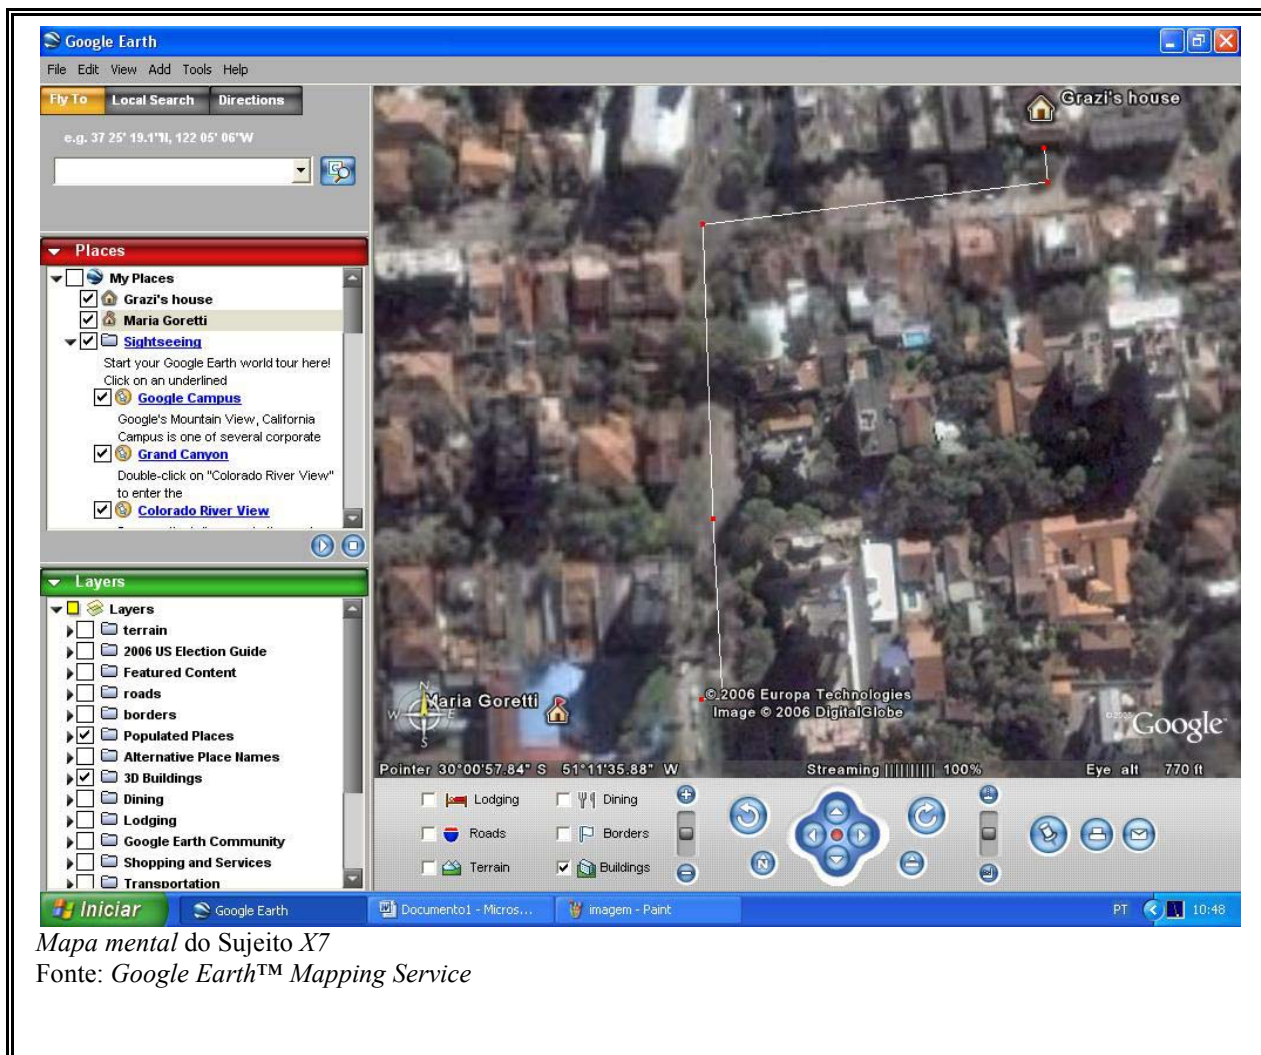 Google Earth
File Edit View Add Tools Help
Fly To Local Search Directions
e.g. 37 25' 19.1"N, 122 05' 06"W
Places
My Places
Grazi's house
Maria Goretti
Sightseeing
Start your Google Earth world tour here!
Click on an underlined
Google Campus
Google's Mountain View, California
Campus is one of several corporate
Grand Canyon
Double-click on "Colorado River View"
to enter the
Colorado River View
Layers
Layers
terrain
2006 US Election Guide
Featured Content
roads
borders
Populated Places
Alternative Place Names
3D Buildings
Dining
Lodging
Google Earth Community
Shopping and Services
Transportation
Grazi's house
Maria Goretti
N
W E
S
© 2006 Europa Technologies
Image © 2006 DigitalGlobe
Google
Pointer 30°00'57.84" S 51°11'35.88" W Streaming |||||||||| 100% Eye alt 770 ft
Lodging Dining
Roads Borders
Terrain Buildings
N
Iniciar Google Earth Documento1 - Micros... imagem - Paint PT 10:48
Mapa mental do Sujeito X7
Fonte: Google Earth™ Mapping Service